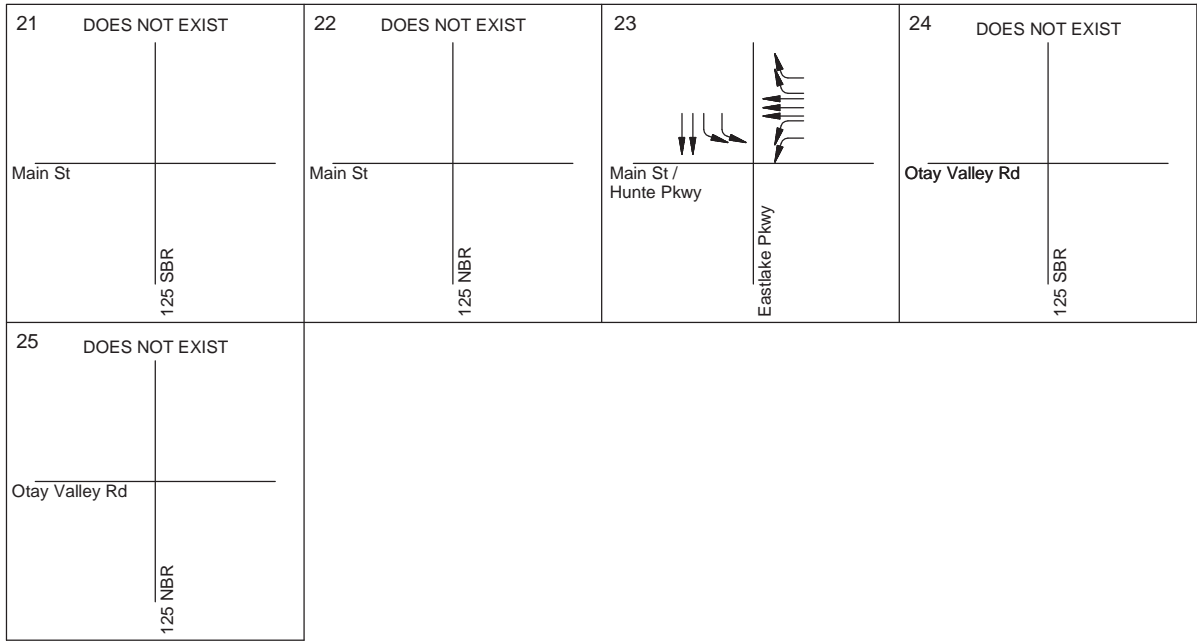 21
DOES NOT EXIST
Main St
125 SBR
22
DOES NOT EXIST
Main St
125 NBR
23
Main St /
Hunte Pkwy
Eastlake Pkwy
24
DOES NOT EXIST
Otay Valley Rd
125 SBR
25
DOES NOT EXIST
Otay Valley Rd
125 NBR